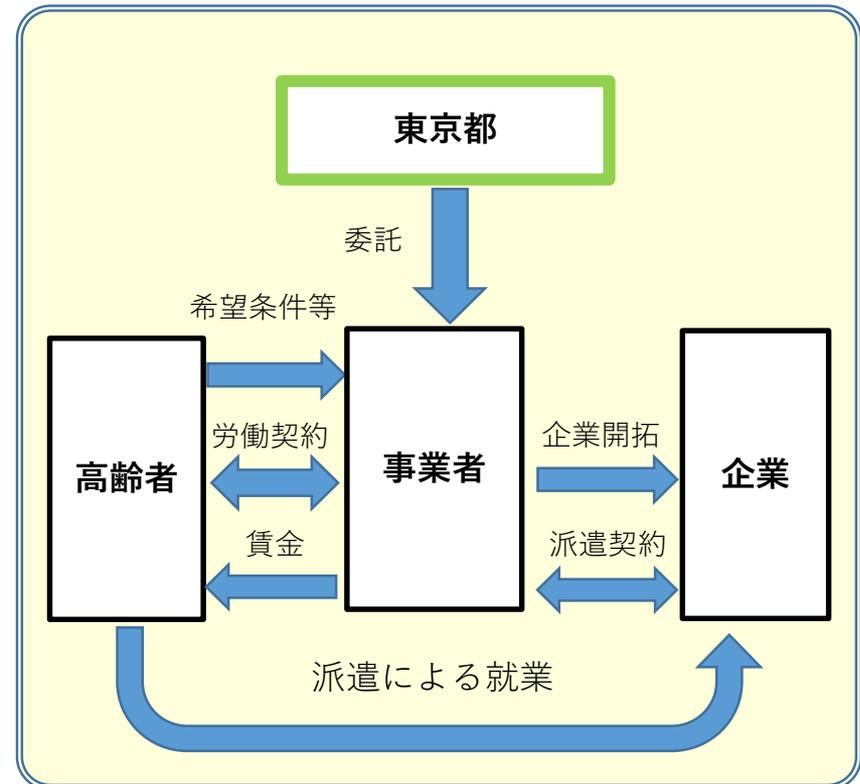 東京都
委託
希望条件等
労働契約
企業開拓
高齢者
事業者
企業
賃金
派遣契約
派遣による就業